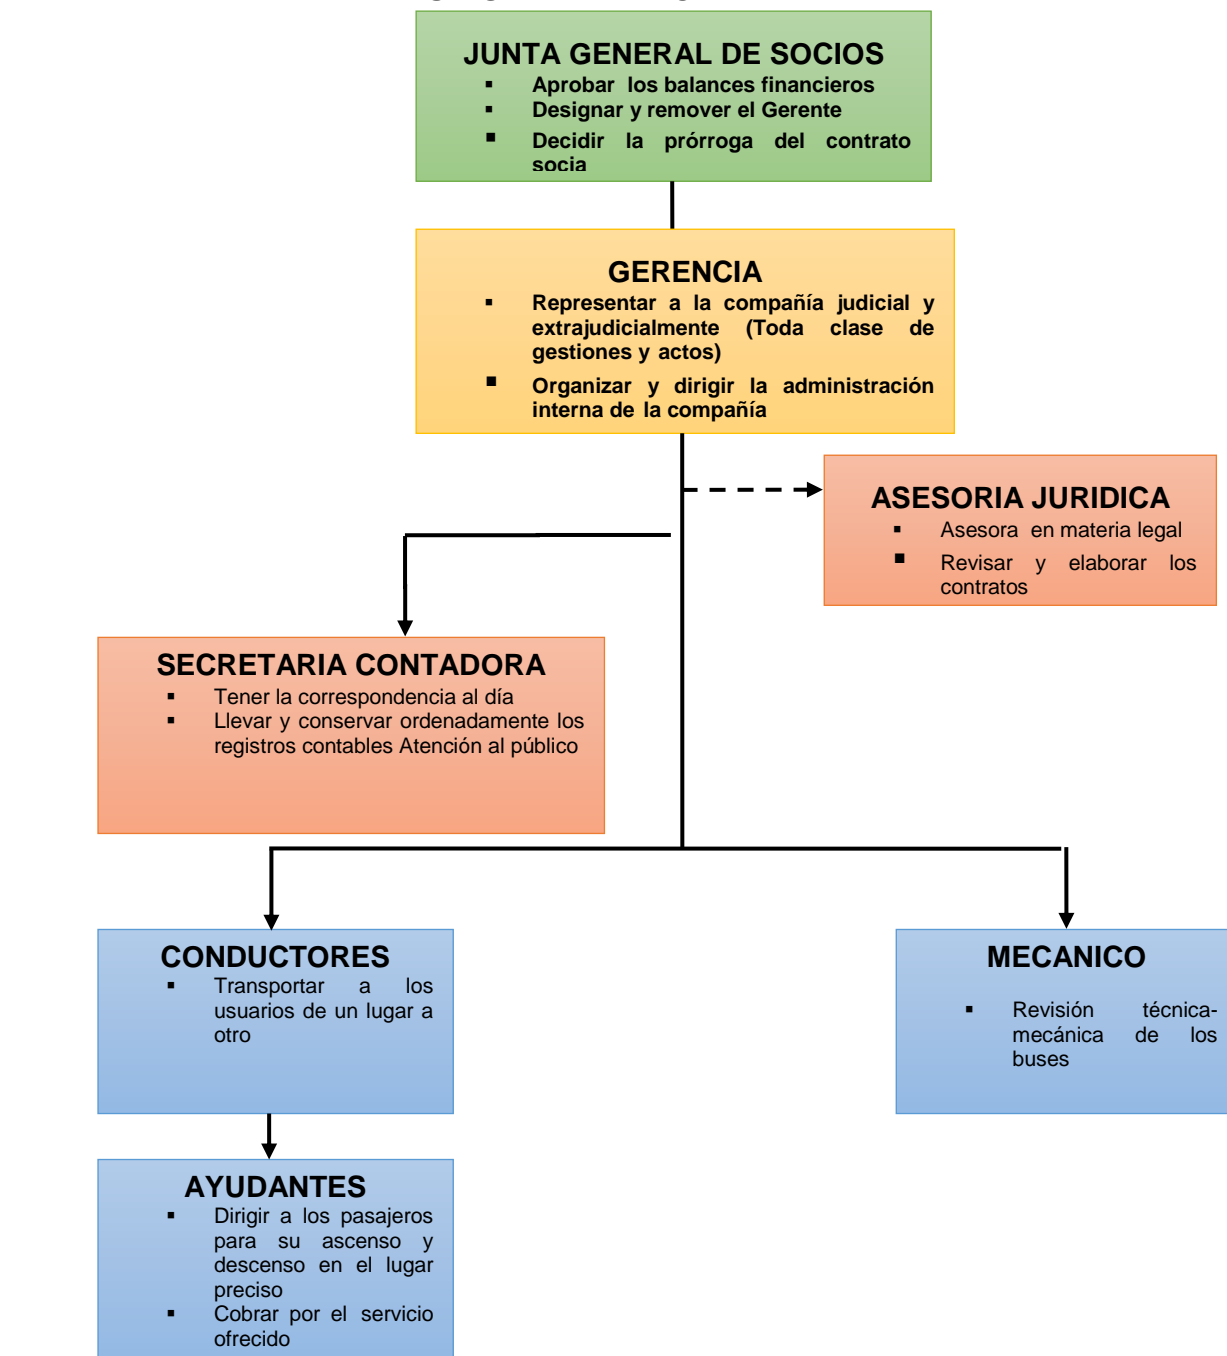 JUNTA GENERAL DE SOCIOS
▪ Aprobar los balances financieros
▪ Designar y remover el Gerente
▪ Decidir la prórroga del contrato
socia
GERENCIA
▪ Representar a la compañía judicial y
extrajudicialmente (Toda clase de
gestiones y actos)
▪ Organizar y dirigir la administración
interna de la compañía
ASESORIA JURIDICA
▪ Asesora en materia legal
▪ Revisar y elaborar los
contratos
SECRETARIA CONTADORA
▪ Tener la correspondencia al día
▪ Llevar y conservar ordenadamente los
registros contables Atención al público
CONDUCTORES
▪ Transportar a los
usuarios de un lugar a
otro
MECANICO
▪ Revisión técnica-
mecánica de los
buses
AYUDANTES
▪ Dirigir a los pasajeros
para su ascenso y
descenso en el lugar
preciso
▪ Cobrar por el servicio
ofrecido